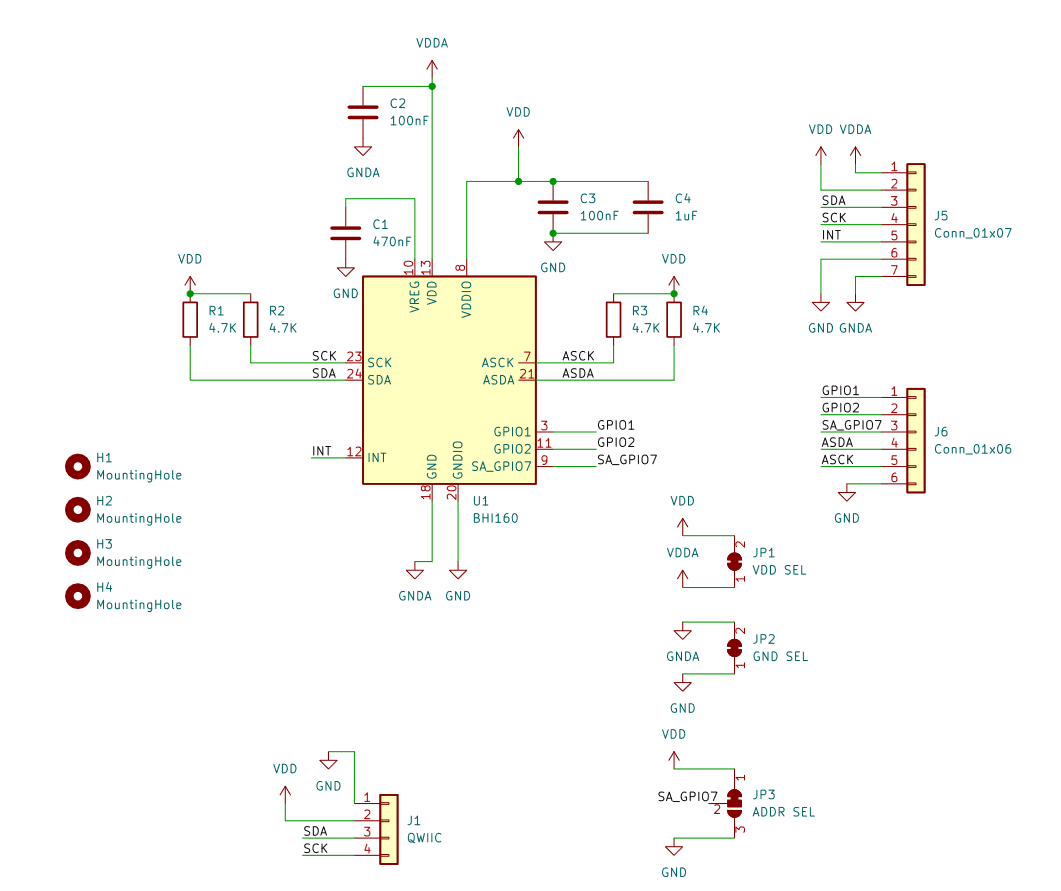 VDDA
C2
100nF
GNDA
VDD
C1
470nF
GND
C3
100nF
C4
1uF
GND
VDD VDDA
1
2
SDA 3
SCK 4
INT 5
6
7
J5
Conn_01x07
GND GNDA
VDD
R1
4.7K
R2
4.7K
VDD
R3
4.7K
R4
4.7K
10 13 8
VREG VDD VDDIO
SCK 23 SCK
SDA 24 SDA
INT 12 INT
ASCK 7 ASCK
ASDA 21 ASDA
GPIO1 3 GPIO1
GPIO2 11 GPIO2
SA_GPIO7 9 SA_GPIO7
GND GNDIO
18 20
U1
BHI160
GNDA GND
GPIO1 1
GPIO2 2
SA_GPIO7 3
ASDA 4
ASCK 5
6
J6
Conn_01x06
GND
H1
MountingHole
H2
MountingHole
H3
MountingHole
H4
MountingHole
VDD
VDDA
2
1
JP1
VDD SEL
GNDA
2
1
JP2
GND SEL
GND
VDD
1
SA_GPIO7
2
3
JP3
ADDR SEL
GND
GND
VDD
1
2
SDA 3
SCK 4
J1
QWIIC